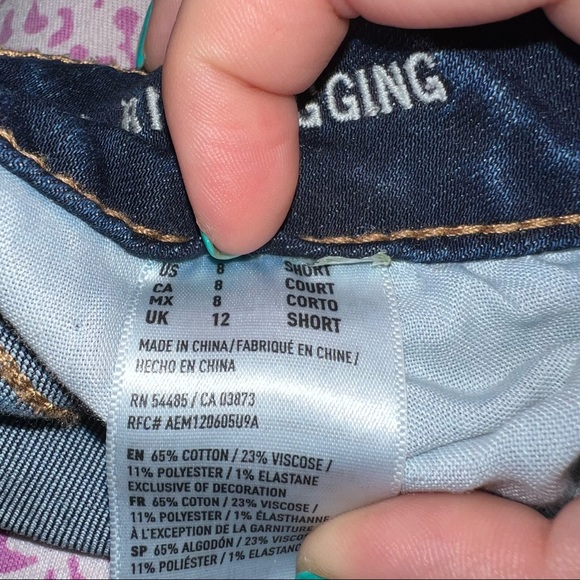 GGING
US 8 SHORT
CA 8 COURT
MX 8 CORTO
UK 12 SHORT
MADE IN CHINA/FABRIQUÉ EN CHINE/
HECHO EN CHINA
RN 54485 / CA 03873
RFC# AEM120605U9A
EN 65% COTTON / 23% VISCOSE /
11% POLYESTER / 1% ELASTANE
EXCLUSIVE OF DECORATION
FR 65% COTON / 23% VISCOSE /
11% POLYESTER / 1% ÉLASTHANNE
À L'EXCEPTION DE LA GARNITURE
SP 65% ALGODÓN / 23% VISCOSA
11% POLIÉSTER / 1% ELAS